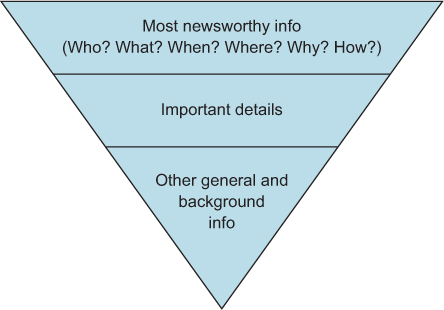 Most newsworthy info
(Who? What? When? Where? Why? How?)
Important details
Other general and
background
info